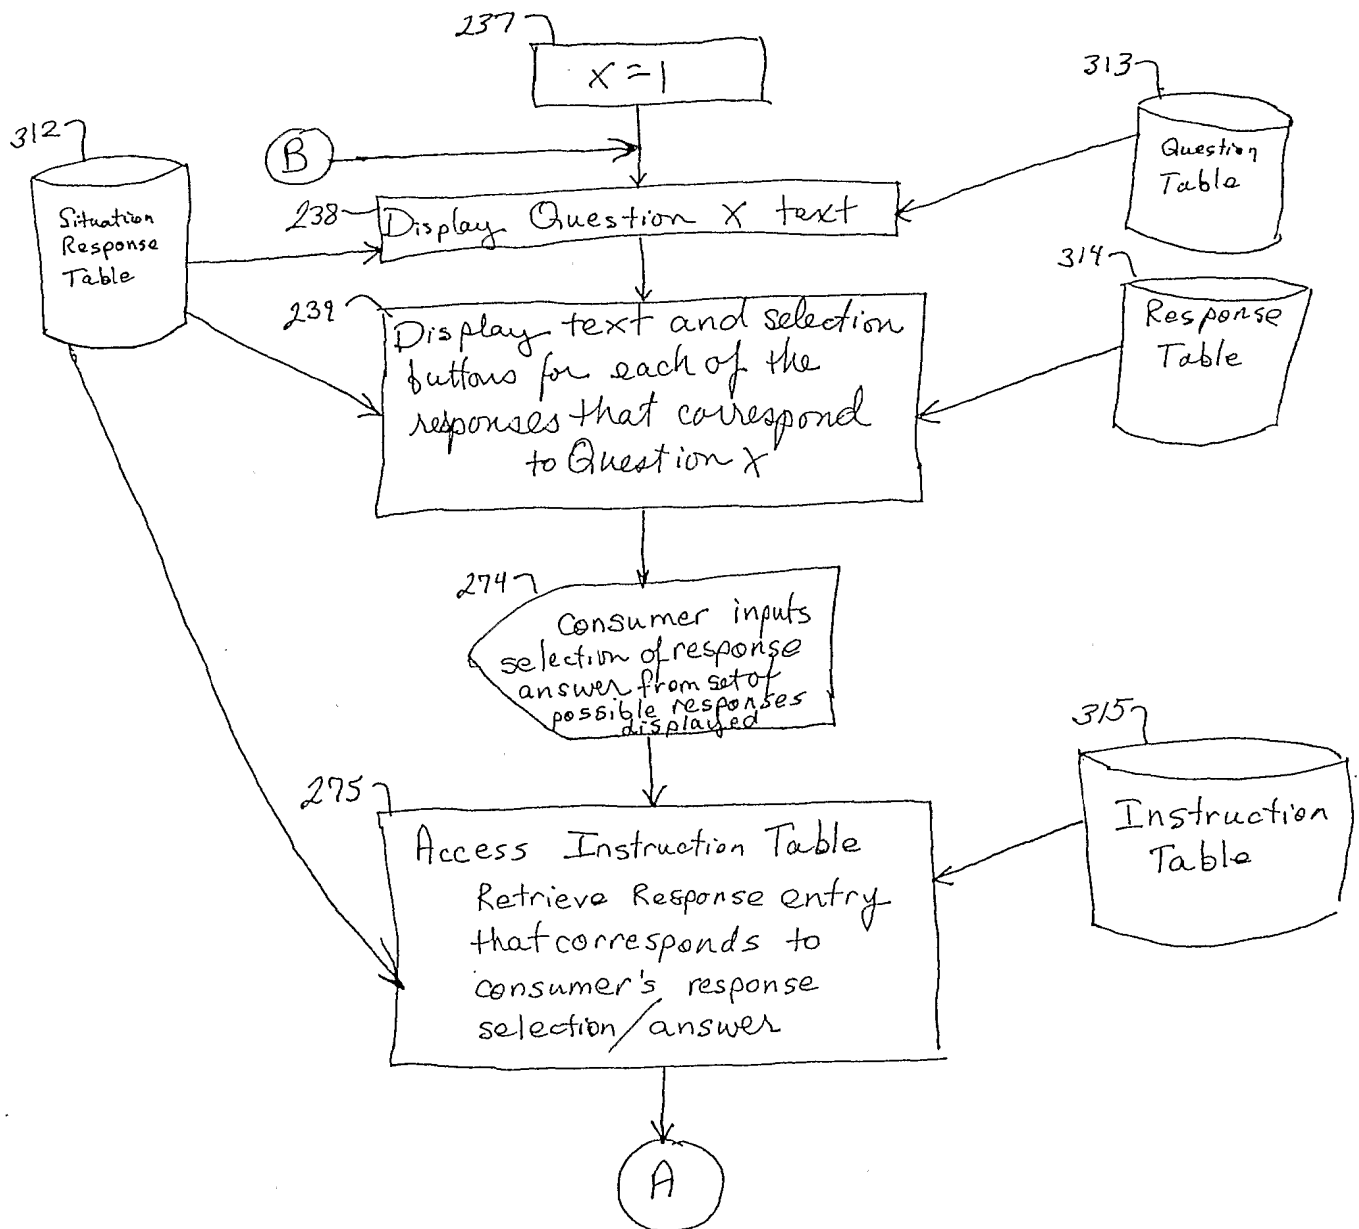 237
X = 1
313
312
B
Question
Table
Situation
Response
Table
238
Display Question X text
314
239
Display text and selection
buttons for each of the
responses that correspond
to Question X
Response
Table
274
Consumer inputs
selection of response
answer from set of
possible responses
displayed
315
275
Access Instruction Table
Retrieve Response entry
that corresponds to
consumer's response
selection/answer
Instruction
Table
A